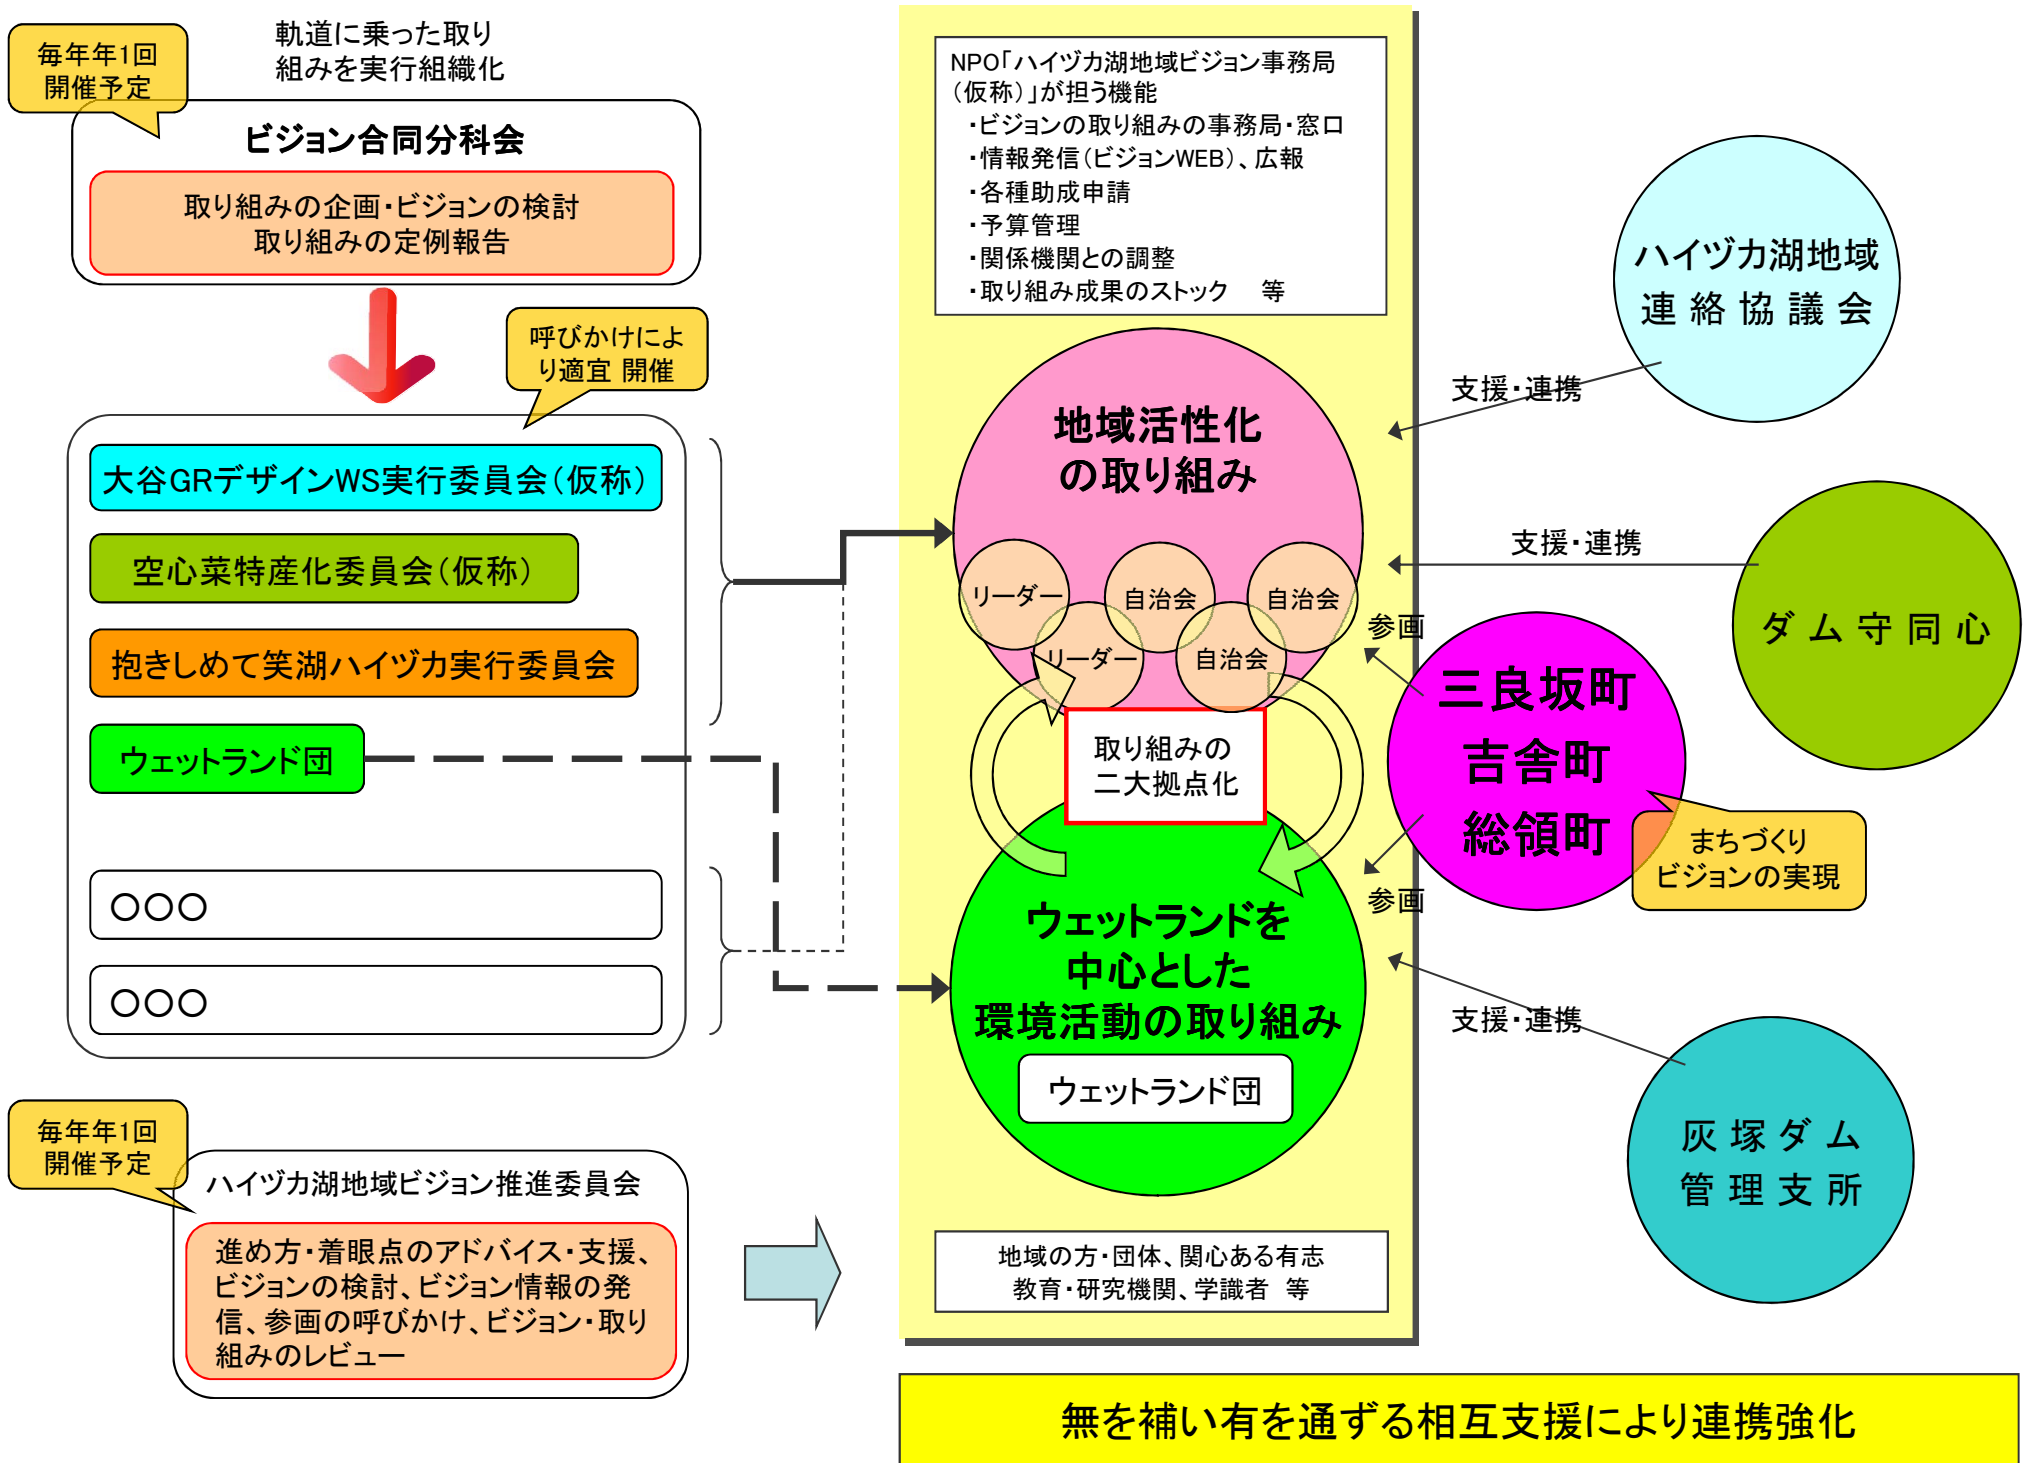 毎年年1回
開催予定
軌道に乗った取り
組みを実行組織化
ビジョン合同分科会
取り組みの企画・ビジョンの検討
取り組みの定例報告
呼びかけによ
り適宜 開催
大谷GRデザインWS実行委員会(仮称)
空心菜特産化委員会(仮称)
抱きしめて笑湖ハイヅカ実行委員会
ウェットランド団
〇〇〇
〇〇〇
毎年年1回
開催予定
ハイヅカ湖地域ビジョン推進委員会
進め方・着眼点のアドバイス・支援、
ビジョンの検討、ビジョン情報の発
信、参画の呼びかけ、ビジョン・取り
組みのレビュー
NPO「ハイヅカ湖地域ビジョン事務局
(仮称)」が担う機能
・ビジョンの取り組みの事務局・窓口
・情報発信(ビジョンWEB)、広報
・各種助成申請
・予算管理
・関係機関との調整
・取り組み成果のストック 等
地域活性化
の取り組み
リーダー
自治会
自治会
リーダー
自治会
取り組みの
二大拠点化
ウェットランドを
中心とした
環境活動の取り組み
ウェットランド団
地域の方・団体、関心ある有志
教育・研究機関、学識者 等
ハイヅカ湖地域
連絡協議会
支援・連携
支援・連携
ダム守同心
参画
三良坂町
吉舎町
総領町
まちづくり
ビジョンの実現
参画
支援・連携
灰塚ダム
管理支所
無を補い有を通ずる相互支援により連携強化